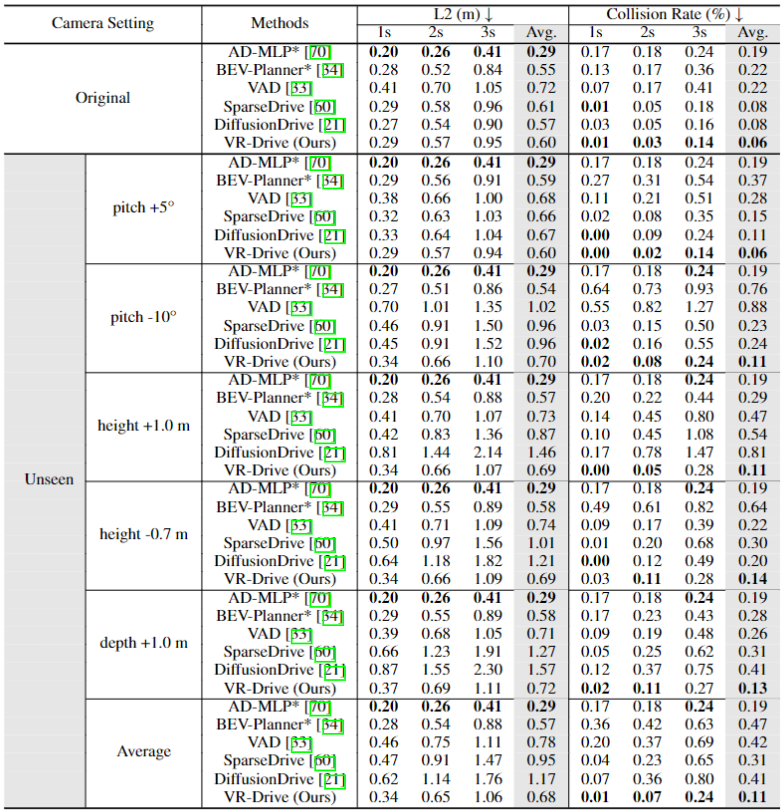 Camera Setting Methods L2 (m) ↓ Collision Rate (%) ↓
1s 2s 3s Avg. 1s 2s 3s Avg.
Original
AD-MLP* [70] 0.20 0.26 0.41 0.29 0.17 0.18 0.24 0.19
BEV-Planner* [34] 0.28 0.52 0.84 0.55 0.13 0.17 0.36 0.22
VAD [33] 0.41 0.70 1.05 0.72 0.07 0.17 0.41 0.22
SparseDrive [60] 0.29 0.58 0.96 0.61 0.01 0.05 0.18 0.08
DiffusionDrive [21] 0.27 0.54 0.90 0.57 0.03 0.05 0.16 0.08
VR-Drive (Ours) 0.29 0.57 0.95 0.60 0.01 0.03 0.14 0.06
Unseen
pitch +5°
AD-MLP* [70] 0.20 0.26 0.41 0.29 0.17 0.18 0.24 0.19
BEV-Planner* [34] 0.29 0.56 0.91 0.59 0.27 0.31 0.54 0.37
VAD [33] 0.38 0.66 1.00 0.68 0.11 0.21 0.51 0.28
SparseDrive [60] 0.32 0.63 1.03 0.66 0.02 0.08 0.35 0.15
DiffusionDrive [21] 0.33 0.64 1.04 0.67 0.00 0.09 0.24 0.11
VR-Drive (Ours) 0.29 0.57 0.94 0.60 0.00 0.02 0.14 0.06
pitch -10°
AD-MLP* [70] 0.20 0.26 0.41 0.29 0.17 0.18 0.24 0.19
BEV-Planner* [34] 0.27 0.51 0.86 0.54 0.64 0.73 0.93 0.76
VAD [33] 0.70 1.01 1.35 1.02 0.55 0.82 1.27 0.88
SparseDrive [60] 0.46 0.91 1.50 0.96 0.03 0.15 0.50 0.23
DiffusionDrive [21] 0.45 0.91 1.52 0.96 0.02 0.16 0.55 0.24
VR-Drive (Ours) 0.34 0.66 1.10 0.70 0.02 0.08 0.24 0.11
height +1.0 m
AD-MLP* [70] 0.20 0.26 0.41 0.29 0.17 0.18 0.24 0.19
BEV-Planner* [34] 0.28 0.54 0.88 0.57 0.20 0.22 0.44 0.29
VAD [33] 0.41 0.70 1.07 0.73 0.14 0.45 0.80 0.47
SparseDrive [60] 0.42 0.83 1.36 0.87 0.10 0.45 1.08 0.54
DiffusionDrive [21] 0.81 1.44 2.14 1.46 0.17 0.78 1.47 0.81
VR-Drive (Ours) 0.34 0.66 1.07 0.69 0.00 0.05 0.28 0.11
height -0.7 m
AD-MLP* [70] 0.20 0.26 0.41 0.29 0.17 0.18 0.24 0.19
BEV-Planner* [34] 0.29 0.55 0.89 0.58 0.49 0.61 0.82 0.64
VAD [33] 0.41 0.71 1.09 0.74 0.09 0.17 0.39 0.22
SparseDrive [60] 0.50 0.97 1.56 1.01 0.01 0.20 0.68 0.30
DiffusionDrive [21] 0.64 1.18 1.82 1.21 0.00 0.12 0.49 0.20
VR-Drive (Ours) 0.34 0.66 1.09 0.69 0.03 0.11 0.28 0.14
depth +1.0 m
AD-MLP* [70] 0.20 0.26 0.41 0.29 0.17 0.18 0.24 0.19
BEV-Planner* [34] 0.29 0.55 0.89 0.58 0.17 0.23 0.43 0.28
VAD [33] 0.39 0.68 1.05 0.71 0.09 0.19 0.48 0.26
SparseDrive [60] 0.66 1.23 1.91 1.27 0.05 0.25 0.62 0.31
DiffusionDrive [21] 0.87 1.55 2.30 1.57 0.12 0.37 0.75 0.41
VR-Drive (Ours) 0.37 0.69 1.11 0.72 0.02 0.11 0.27 0.13
Average
AD-MLP* [70] 0.20 0.26 0.41 0.29 0.17 0.18 0.24 0.19
BEV-Planner* [34] 0.28 0.54 0.88 0.57 0.36 0.42 0.63 0.47
VAD [33] 0.46 0.75 1.11 0.78 0.20 0.37 0.69 0.42
SparseDrive [60] 0.47 0.91 1.47 0.95 0.04 0.23 0.65 0.31
DiffusionDrive [21] 0.62 1.14 1.76 1.17 0.07 0.36 0.80 0.41
VR-Drive (Ours) 0.34 0.65 1.06 0.68 0.01 0.07 0.24 0.11